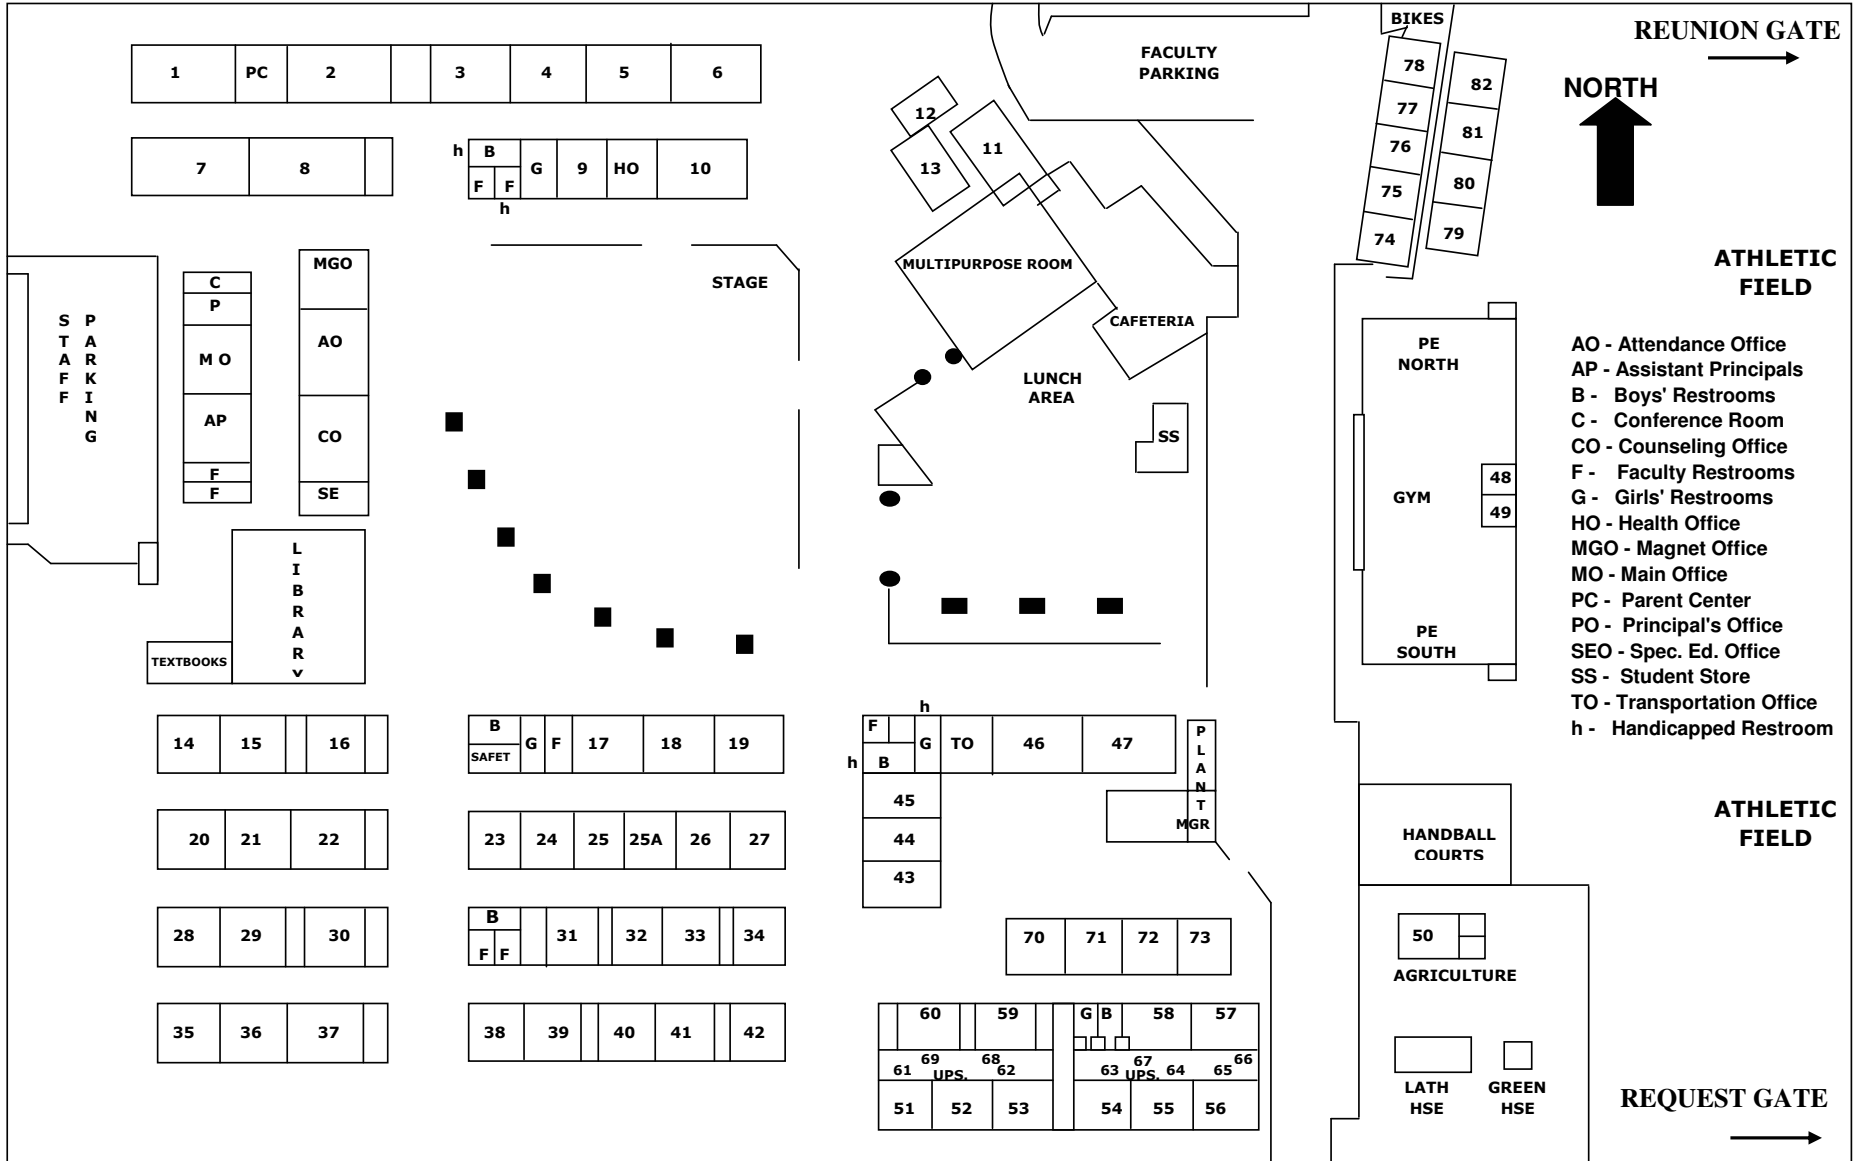 BIKES
REUNION GATE
FACULTY
PARKING
1 PC 2 3 4 5 6
78
77
76
75
74
82
81
80
79
NORTH
12
13
11
7 8
h B G 9 HO 10
F F
h
MULTIPURPOSE ROOM
CAFETERIA
STAGE
MGO
AO
CO
SE
C
P
M O
AP
F
F
STAFF
PARKING
ATHLETIC
FIELD
LUNCH
AREA
SS
PE
NORTH
GYM
48
49
PE
SOUTH
AO - Attendance Office
AP - Assistant Principals
B - Boys' Restrooms
C - Conference Room
CO - Counseling Office
F - Faculty Restrooms
G - Girls' Restrooms
HO - Health Office
MGO - Magnet Office
MO - Main Office
PC - Parent Center
PO - Principal's Office
SEO - Spec. Ed. Office
SS - Student Store
TO - Transportation Office
h - Handicapped Restroom
LIBRARY
TEXTBOOKS
14 15 16
B
SAFET
G F 17 18 19
h
F
h B
G TO 46 47
PLANT
MGR
45
44
43
20 21 22
23 24 25 25A 26 27
HANDBALL
COURTS
ATHLETIC
FIELD
28 29 30
B
F F
31 32 33 34
70 71 72 73
50
AGRICULTURE
35 36 37
38 39 40 41 42
60 59 G B 58 57
69 68 67 66
61 UPS. 62 63 UPS. 64 65
51 52 53 54 55 56
LATH
HSE
GREEN
HSE
REQUEST GATE